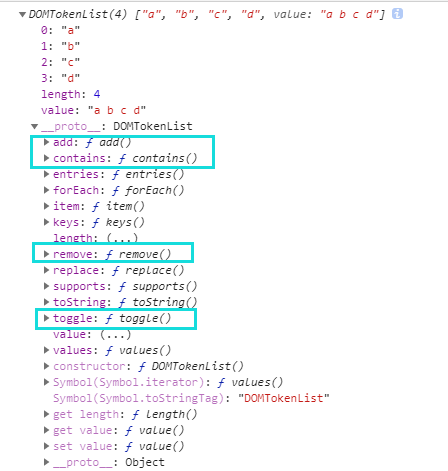 DOMTokenList(4) ["a", "b", "c", "d", value: "a b c d"] i
0: "a"
1: "b"
2: "c"
3: "d"
length: 4
value: "a b c d"
__proto__: DOMTokenList
add: ƒ add()
contains: ƒ contains()
entries: ƒ entries()
forEach: ƒ forEach()
item: ƒ item()
keys: ƒ keys()
length: (...)
remove: ƒ remove()
replace: ƒ replace()
supports: ƒ supports()
toString: ƒ toString()
toggle: ƒ toggle()
value: (...)
values: ƒ values()
constructor: ƒ DOMTokenList()
Symbol(Symbol.iterator): ƒ values()
Symbol(Symbol.toStringTag): "DOMTokenList"
get length: ƒ length()
get value: ƒ value()
set value: ƒ value()
__proto__: Object